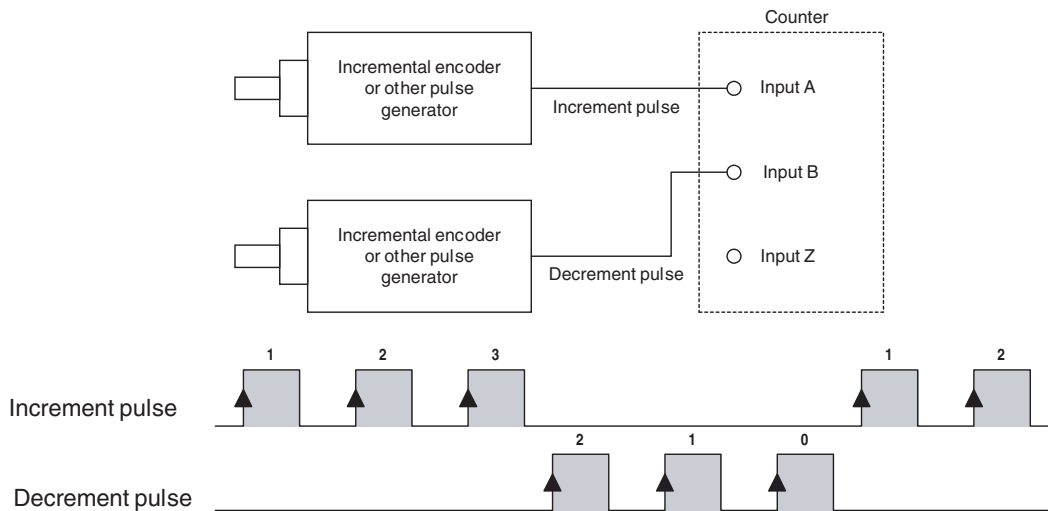 Counter
Incremental encoder
or other pulse
generator
Increment pulse
Input A
Input B
Incremental encoder
or other pulse
generator
Decrement pulse
Input Z
1 2 3 1 2
Increment pulse
2 1 0
Decrement pulse